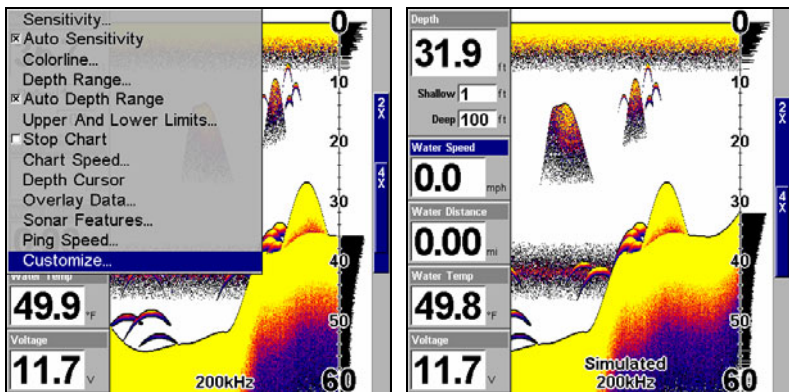 Sensitivity...
Auto Sensitivity
Colorline...
Depth Range...
Auto Depth Range
Upper And Lower Limits...
Stop Chart
Chart Speed...
Depth Cursor
Overlay Data...
Sonar Features...
Ping Speed...
Customize...
Water Temp
49.9 °F
Voltage
11.7 V
0
10
20
30
40
50
60
2X
4X
200kHz
Depth
31.9 ft
Shallow 1 ft
Deep 100 ft
Water Speed
0.0 mph
Water Distance
0.00 mi
Water Temp
49.8 °F
Voltage
11.7 V
0
10
20
30
40
50
60
2X
4X
Simulated
200kHz